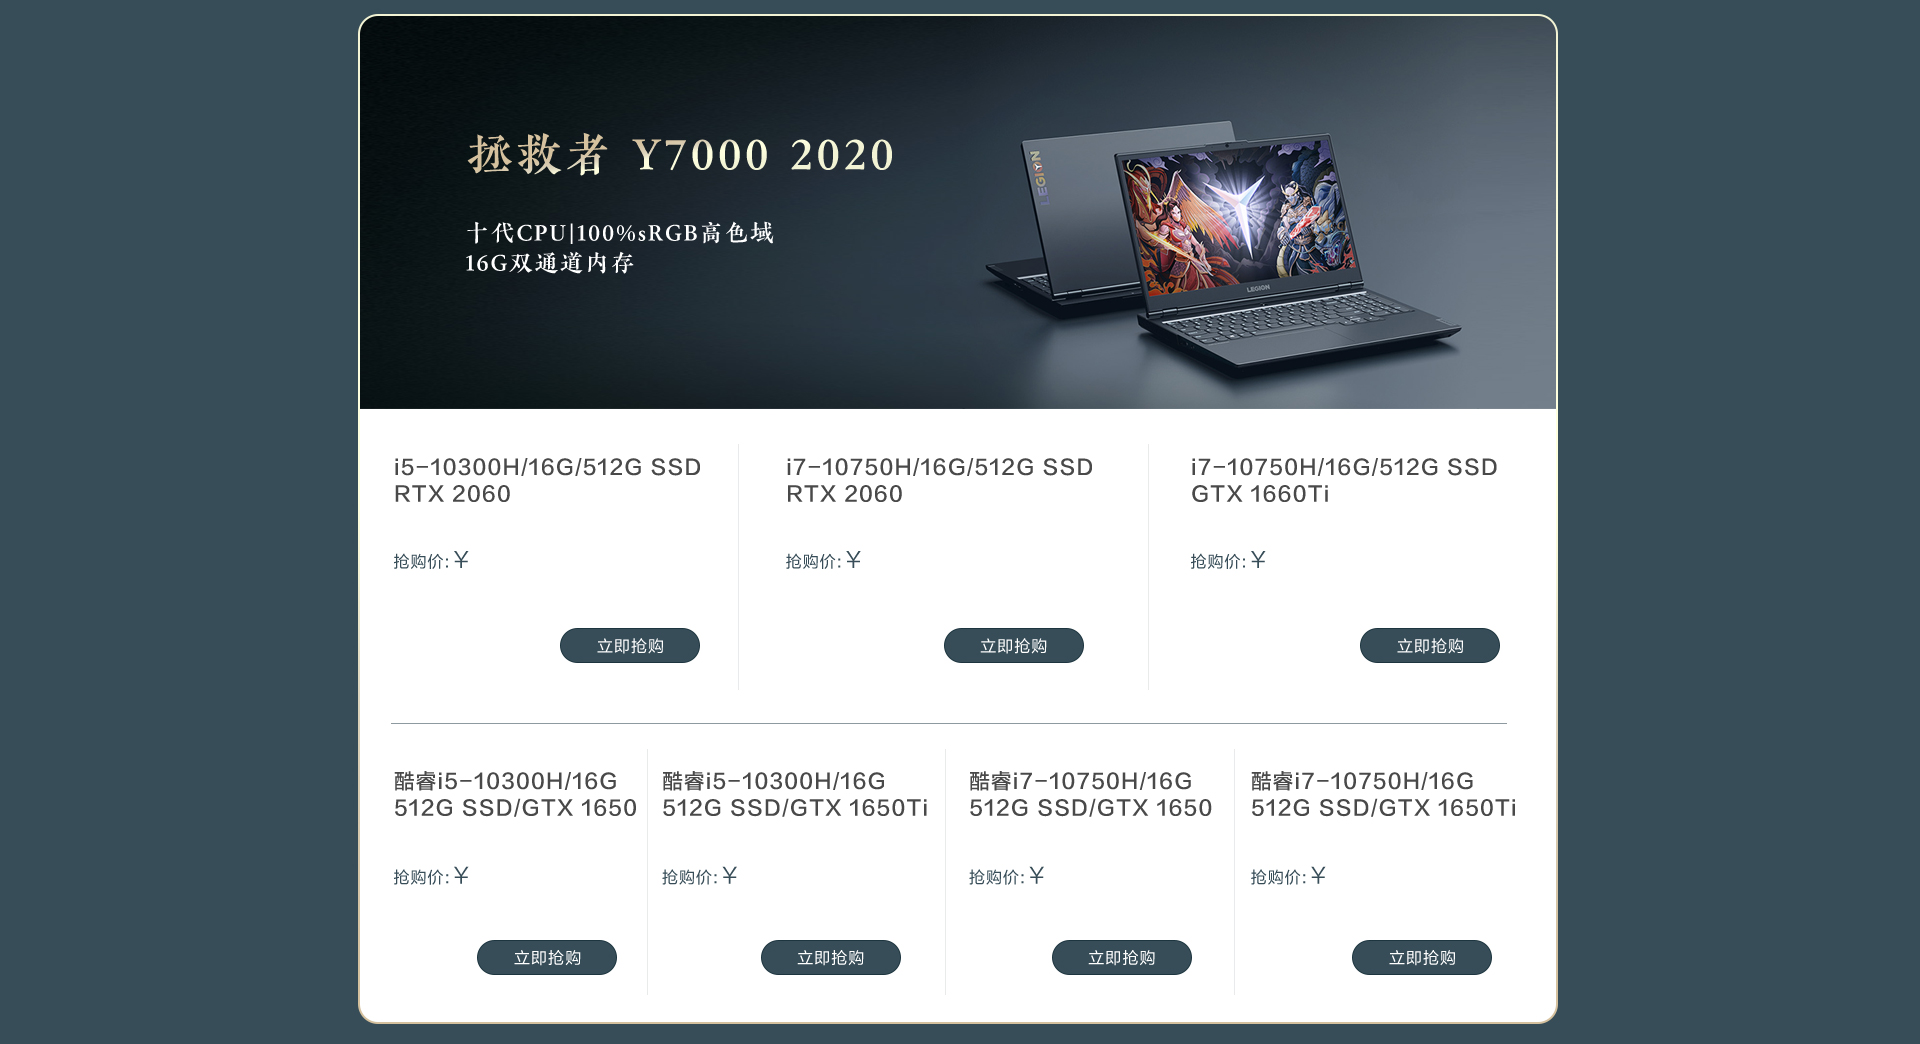 拯救者 Y7000 2020
十代CPU|100%sRGB高色域
16G双通道内存
LEGION
LEGION
i5-10300H/16G/512G SSD
RTX 2060
抢购价:￥
立即抢购
i7-10750H/16G/512G SSD
RTX 2060
抢购价:￥
立即抢购
i7-10750H/16G/512G SSD
GTX 1660Ti
抢购价:￥
立即抢购
酷睿i5-10300H/16G
512G SSD/GTX 1650
抢购价:￥
立即抢购
酷睿i5-10300H/16G
512G SSD/GTX 1650Ti
抢购价:￥
立即抢购
酷睿i7-10750H/16G
512G SSD/GTX 1650
抢购价:￥
立即抢购
酷睿i7-10750H/16G
512G SSD/GTX 1650Ti
抢购价:￥
立即抢购